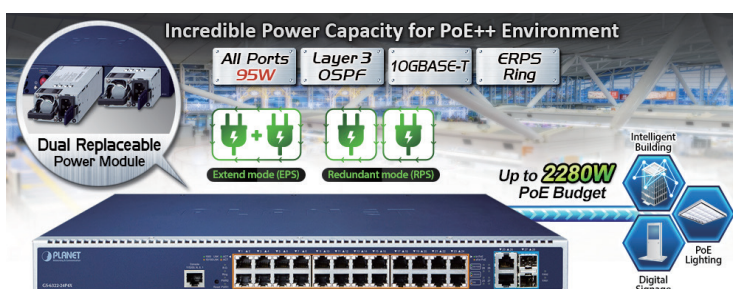 Incredible Power Capacity for PoE++ Environment
All Ports
95W
Layer 3
OSPF
10GBASE-T
ERPS
Ring
Dual Replaceable
Power Module
Extend mode (EPS)
Redundant mode (RPS)
Up to 2280W
PoE Budget
Intelligent
Building
PoE
Lighting
Digital
Signage
PLANET